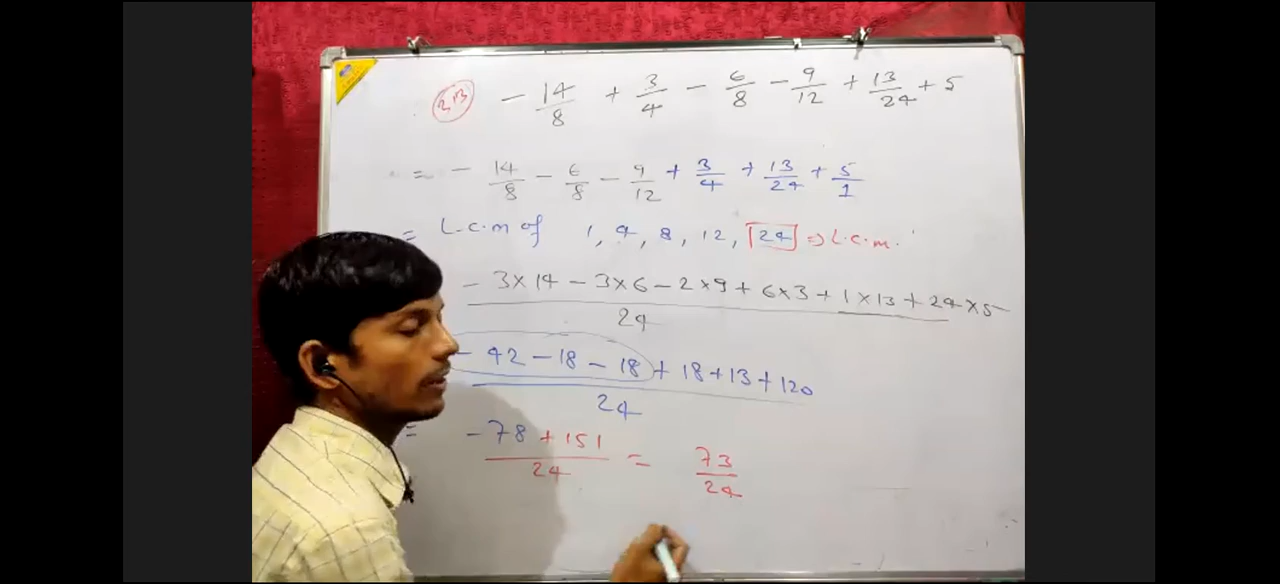 2,3 - 14/8 + 3/4 - 6/8 - 9/12 + 13/24 + 5
= - 14/8 - 6/8 - 9/12 + 3/4 + 13/24 + 5/1
= L.C.M of 1, 4, 8, 12, 24 => L.C.M.
- 3×14 - 3×6 - 2×9 + 6×3 + 1×13 + 24×5 / 24
- 42 - 18 - 18 + 18 + 13 + 120 / 24
= -78 + 151 / 24 = 73/24